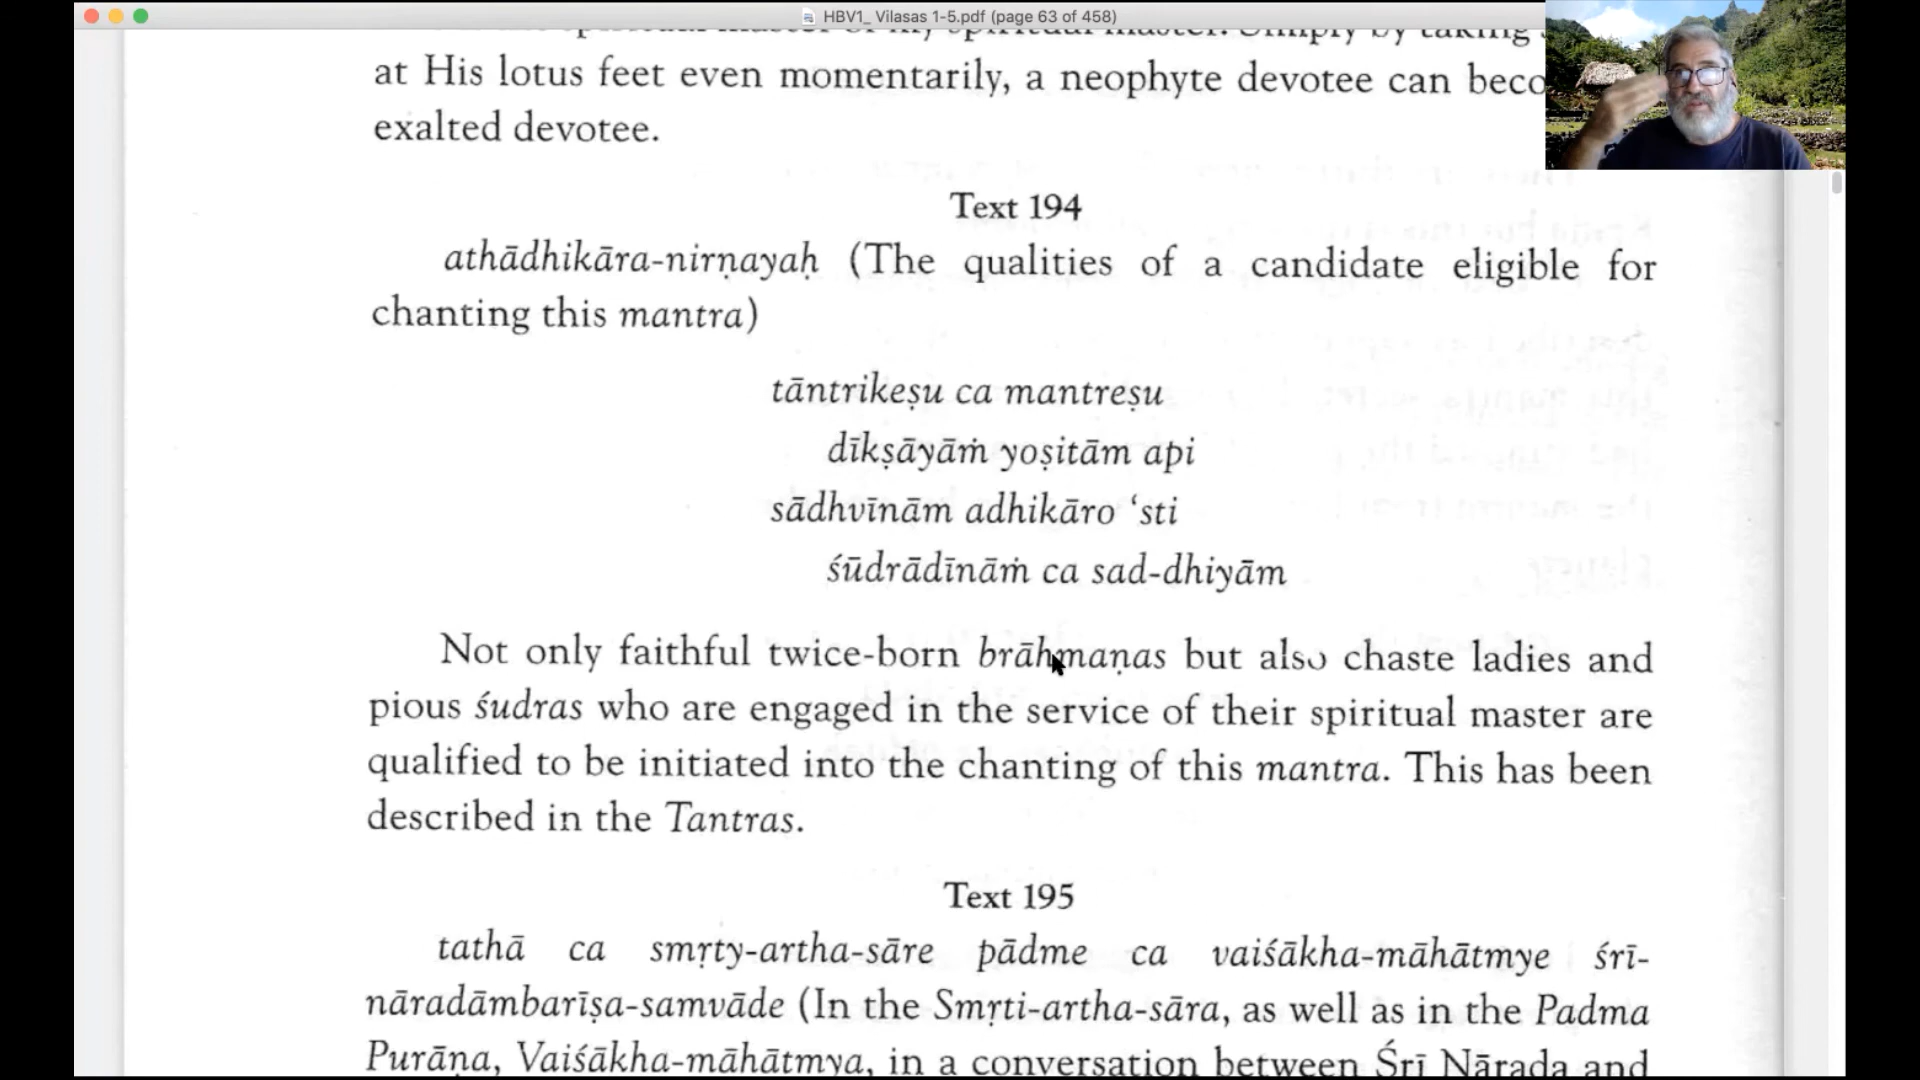 HBV1_ Vilasas 1-5.pdf (page 63 of 458)
at His lotus feet even momentarily, a neophyte devotee can
exalted devotee.
Text 194
athādhikāra-nirṇayaḥ (The qualities of a candidate eligible for
chanting this mantra)
tāntrikeṣu ca mantreṣu
dīkṣāyāṁ yoṣitām api
sādhvīnām adhikāro ‘sti
śūdrādīnāṁ ca sad-dhiyām
Not only faithful twice-born brāhmaṇas but also chaste ladies and
pious śudras who are engaged in the service of their spiritual master are
qualified to be initiated into the chanting of this mantra. This has been
described in the Tantras.
Text 195
tathā ca smṛty-artha-sāre pādme ca vaiśākha-māhātmye śrī-
nāradāmbarīṣa-samvāde (In the Smṛti-artha-sāra, as well as in the Padma
Purāṇa, Vaiśākha-māhātmya, in a conversation between Śrī Nārada and